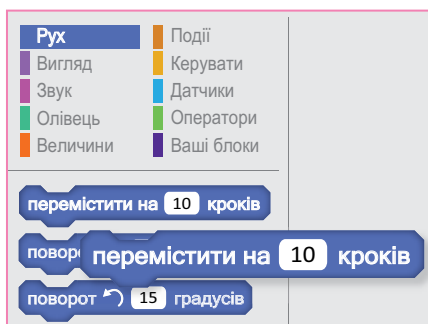 Рух
Вигляд
Звук
Олівець
Величини
Події
Керувати
Датчики
Оператори
Ваші блоки
перемістити на 10 кроків
перемістити на 10 кроків
поворот 15 градусів